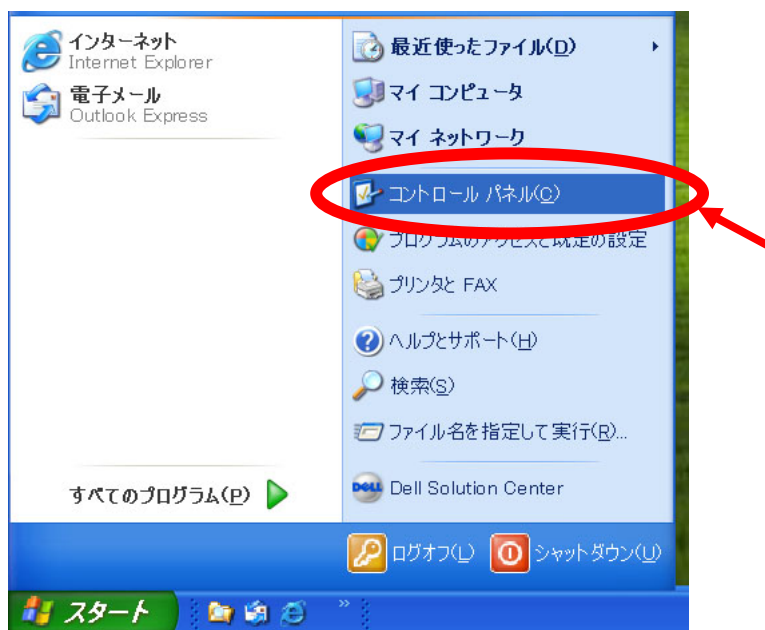 インターネット
Internet Explorer
電子メール
Outlook Express
すべてのプログラム(P)
最近使ったファイル(D)
マイ コンピュータ
マイ ネットワーク
コントロール パネル(C)
プログラムのアクセスと既定の設定
プリンタと FAX
ヘルプとサポート(H)
検索(S)
ファイル名を指定して実行(R)...
DELL Dell Solution Center
ログオフ(L) シャットダウン(U)
スタート »